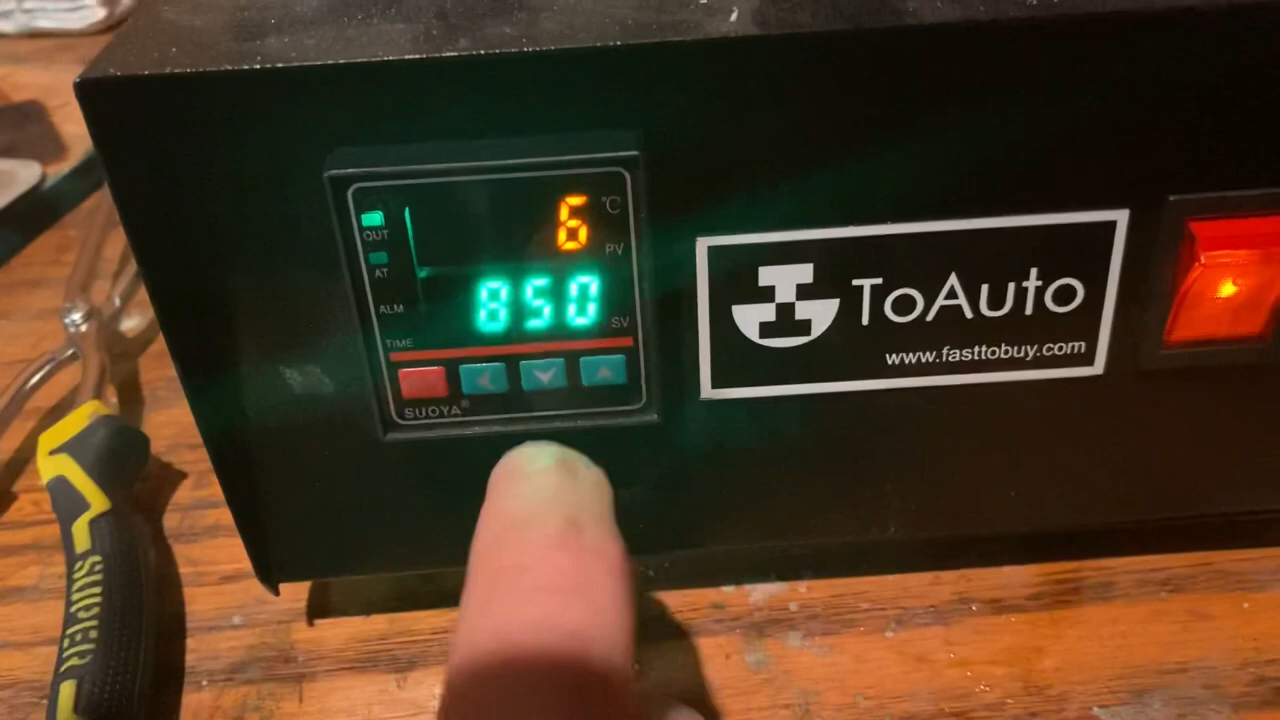 6 °C
OUT
PV
AT
850
ALM
SV
TIME
SUOYA®
ToAuto
www.fasttobuy.com
SUPER